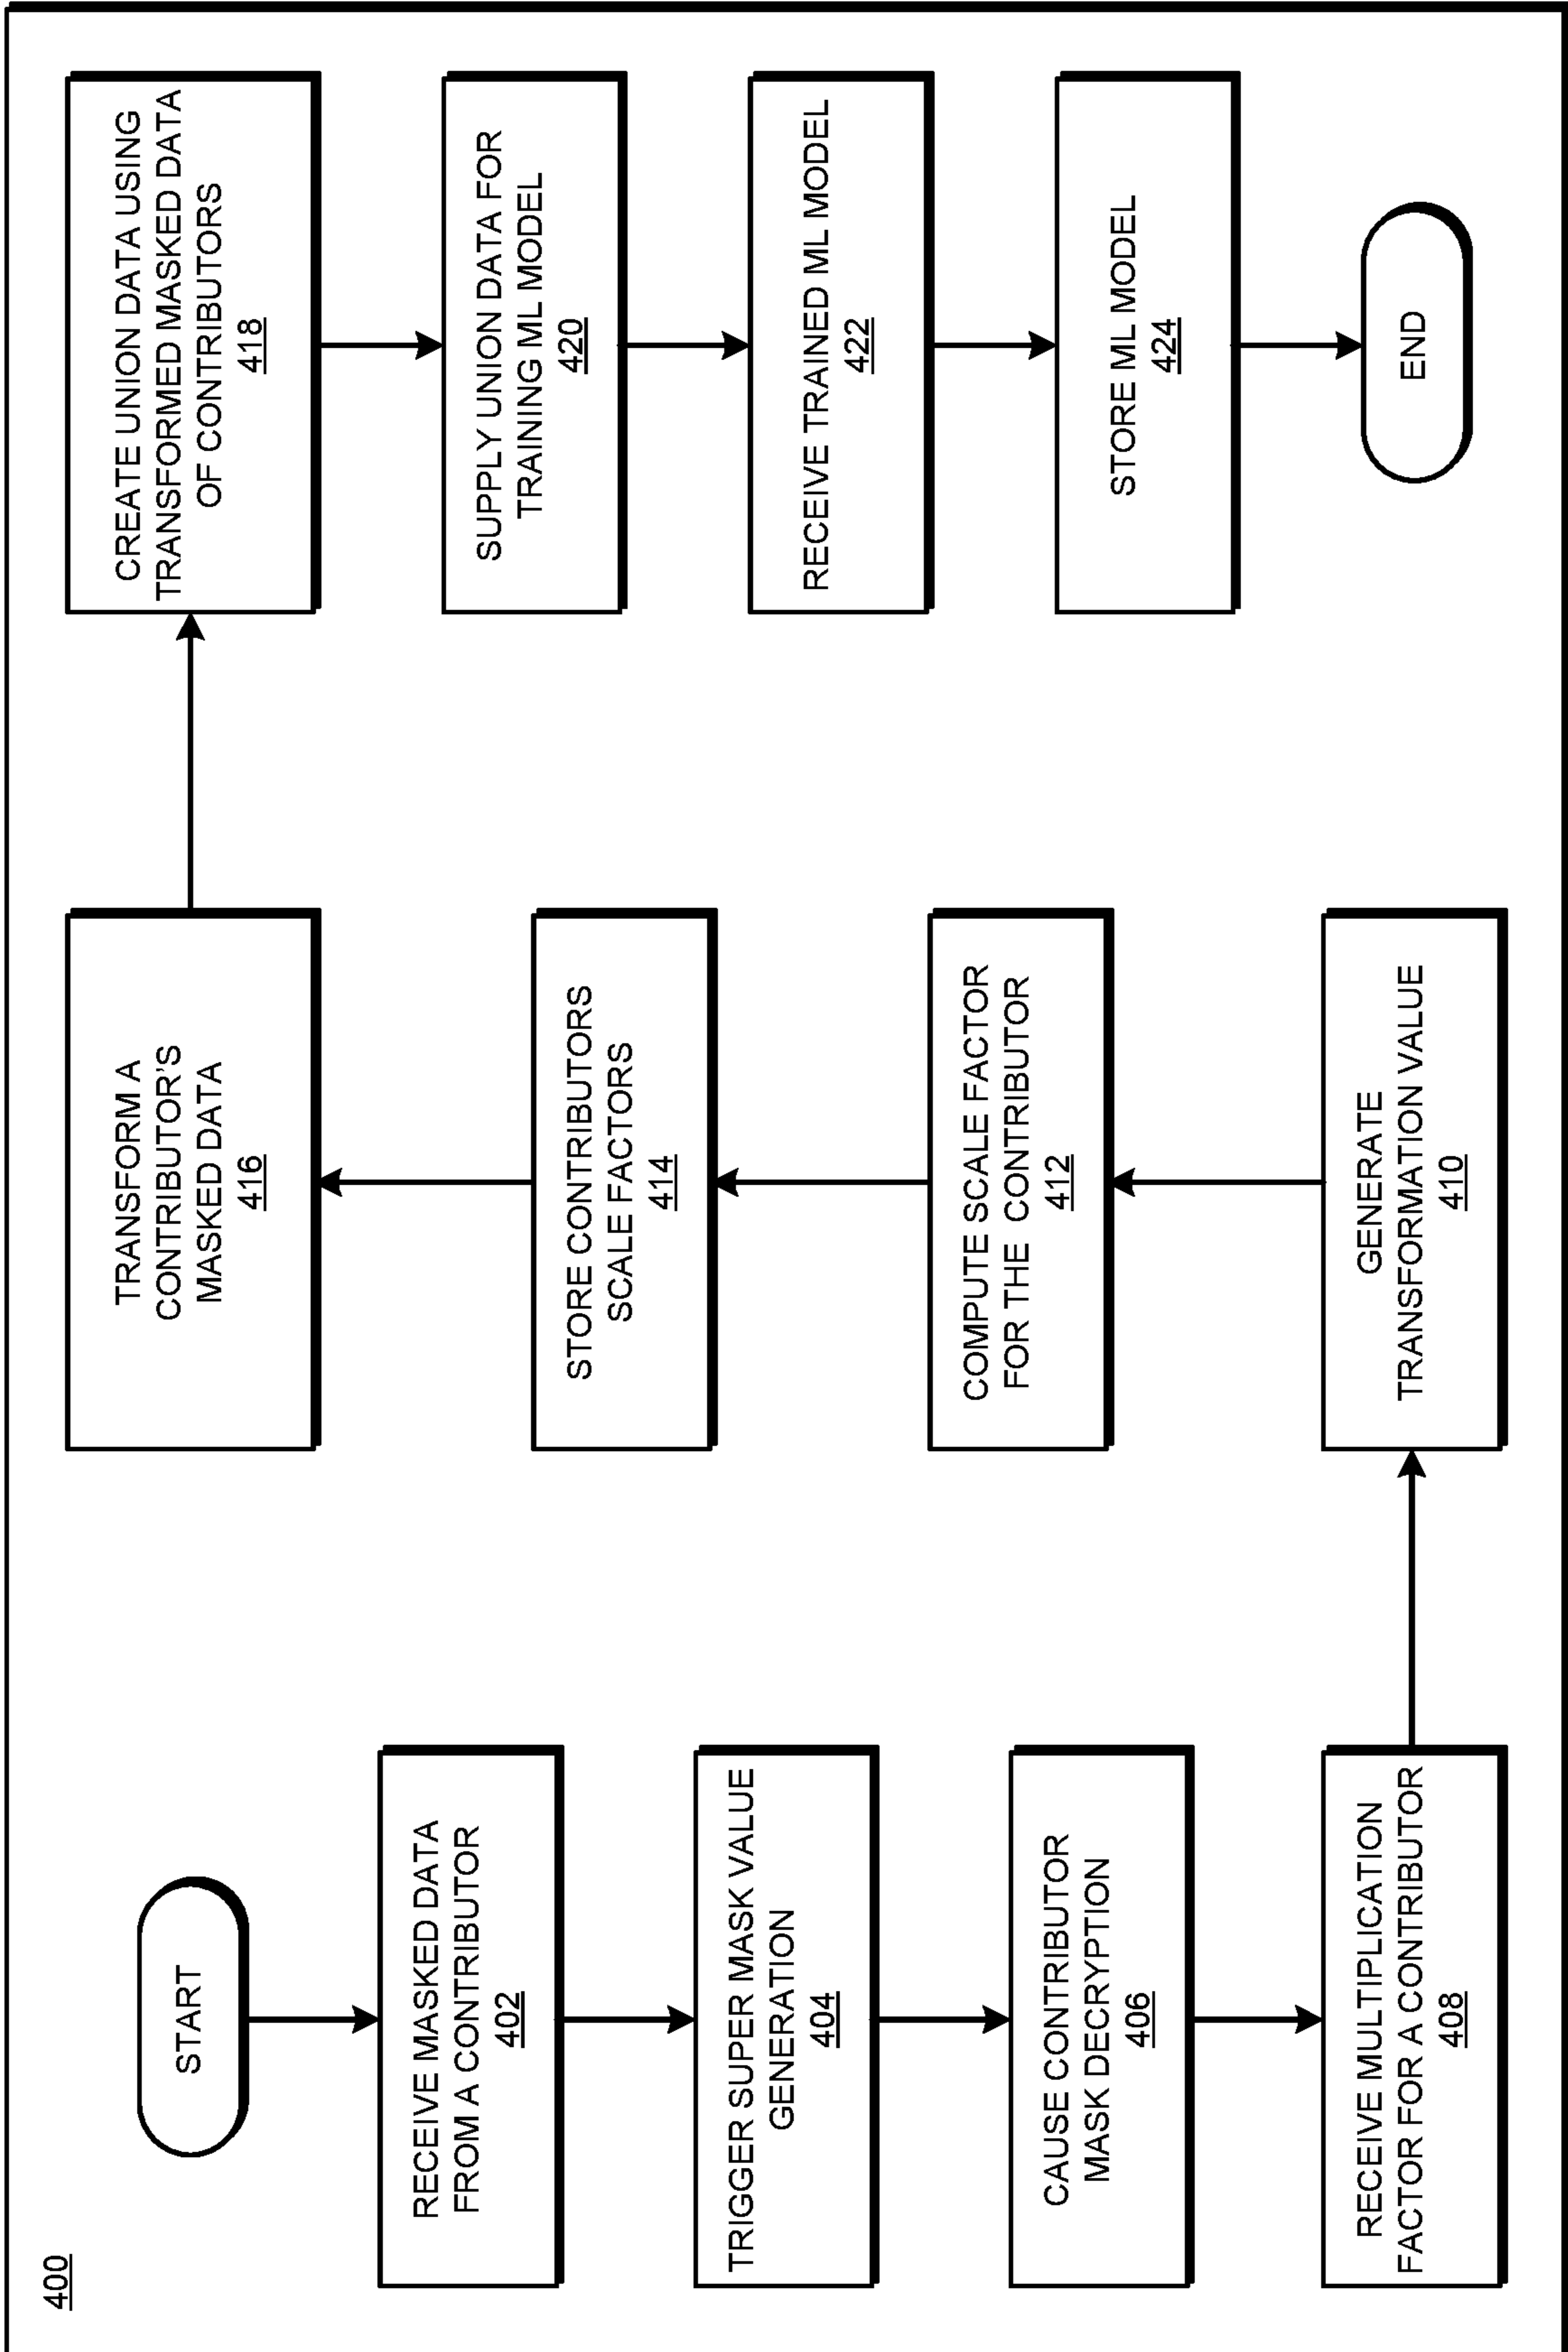 400
START
RECEIVE MASKED DATA
FROM A CONTRIBUTOR
402
TRIGGER SUPER MASK VALUE
GENERATION
404
CAUSE CONTRIBUTOR
MASK DECRYPTION
406
RECEIVE MULTIPLICATION
FACTOR FOR A CONTRIBUTOR
408
GENERATE
TRANSFORMATION VALUE
410
COMPUTE SCALE FACTOR
FOR THE CONTRIBUTOR
412
STORE CONTRIBUTORS
SCALE FACTORS
414
TRANSFORM A
CONTRIBUTOR'S
MASKED DATA
416
CREATE UNION DATA USING
TRANSFORMED MASKED DATA
OF CONTRIBUTORS
418
SUPPLY UNION DATA FOR
TRAINING ML MODEL
420
RECEIVE TRAINED ML MODEL
422
STORE ML MODEL
424
END